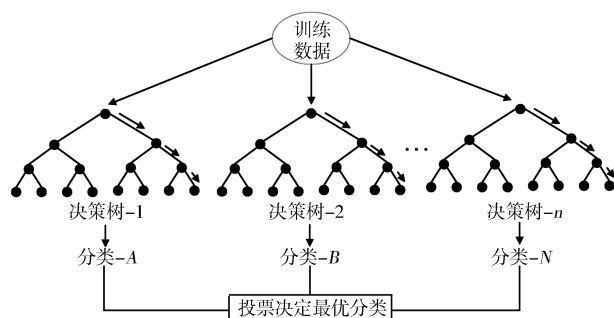 训练
数据
…
决策树-1
决策树-2
决策树-n
分类-A
分类-B
分类-N
投票决定最优分类